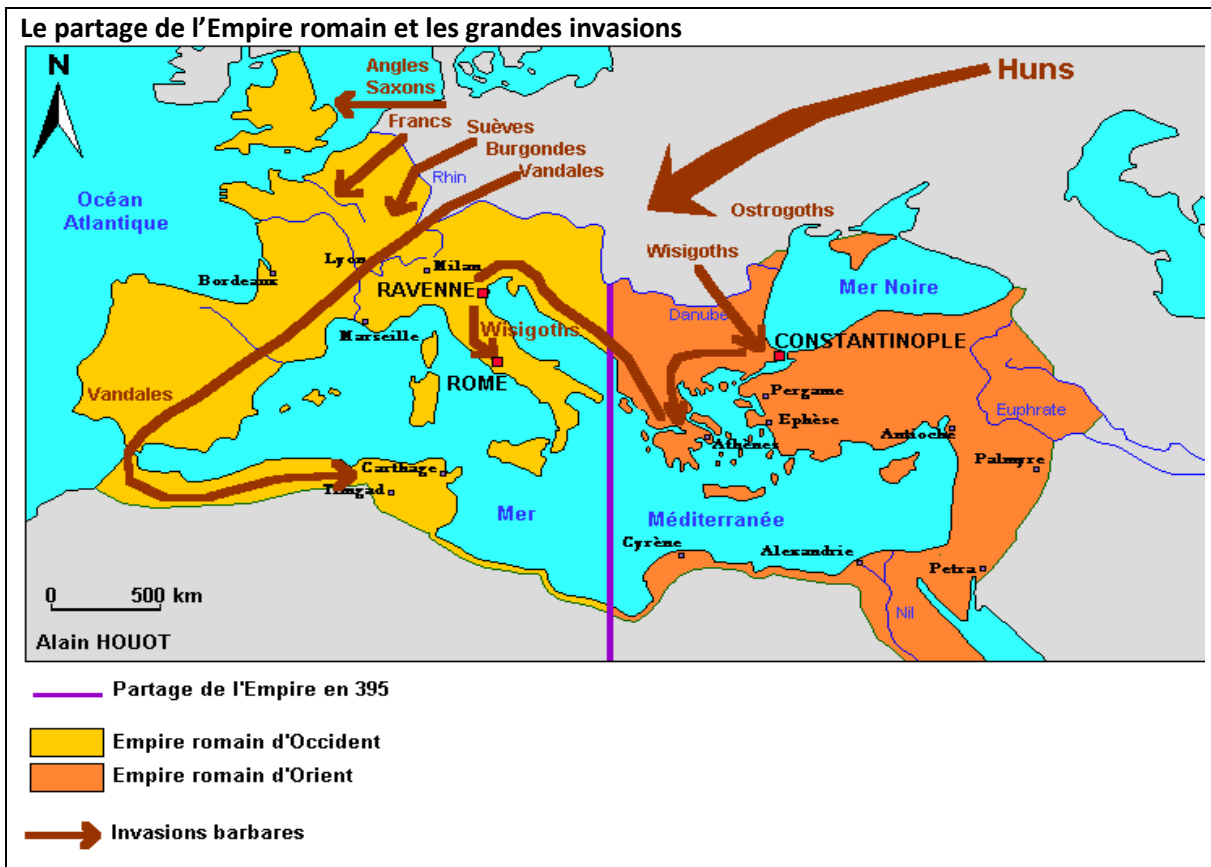 Le partage de l’Empire romain et les grandes invasions
N
Angles
Saxons
Huns
Francs
Suèves
Burgondes
Vandales
Rhin
Océan
Atlantique
Ostrogoths
Wisigoths
Lyon
Milan
Bordeaux
RAVENNE
Mer Noire
Danube
Marseille
Wisigoths
CONSTANTINOPLE
ROME
Vandales
Pergame
Ephèse
Euphrate
Athènes
Antioche
Carthage
Palmyre
Timgad
Mer
Méditerranée
Cyrène
Alexandrie
Petra
0 500 km
Nil
Alain HOUOT
Partage de l'Empire en 395
Empire romain d'Occident
Empire romain d'Orient
Invasions barbares